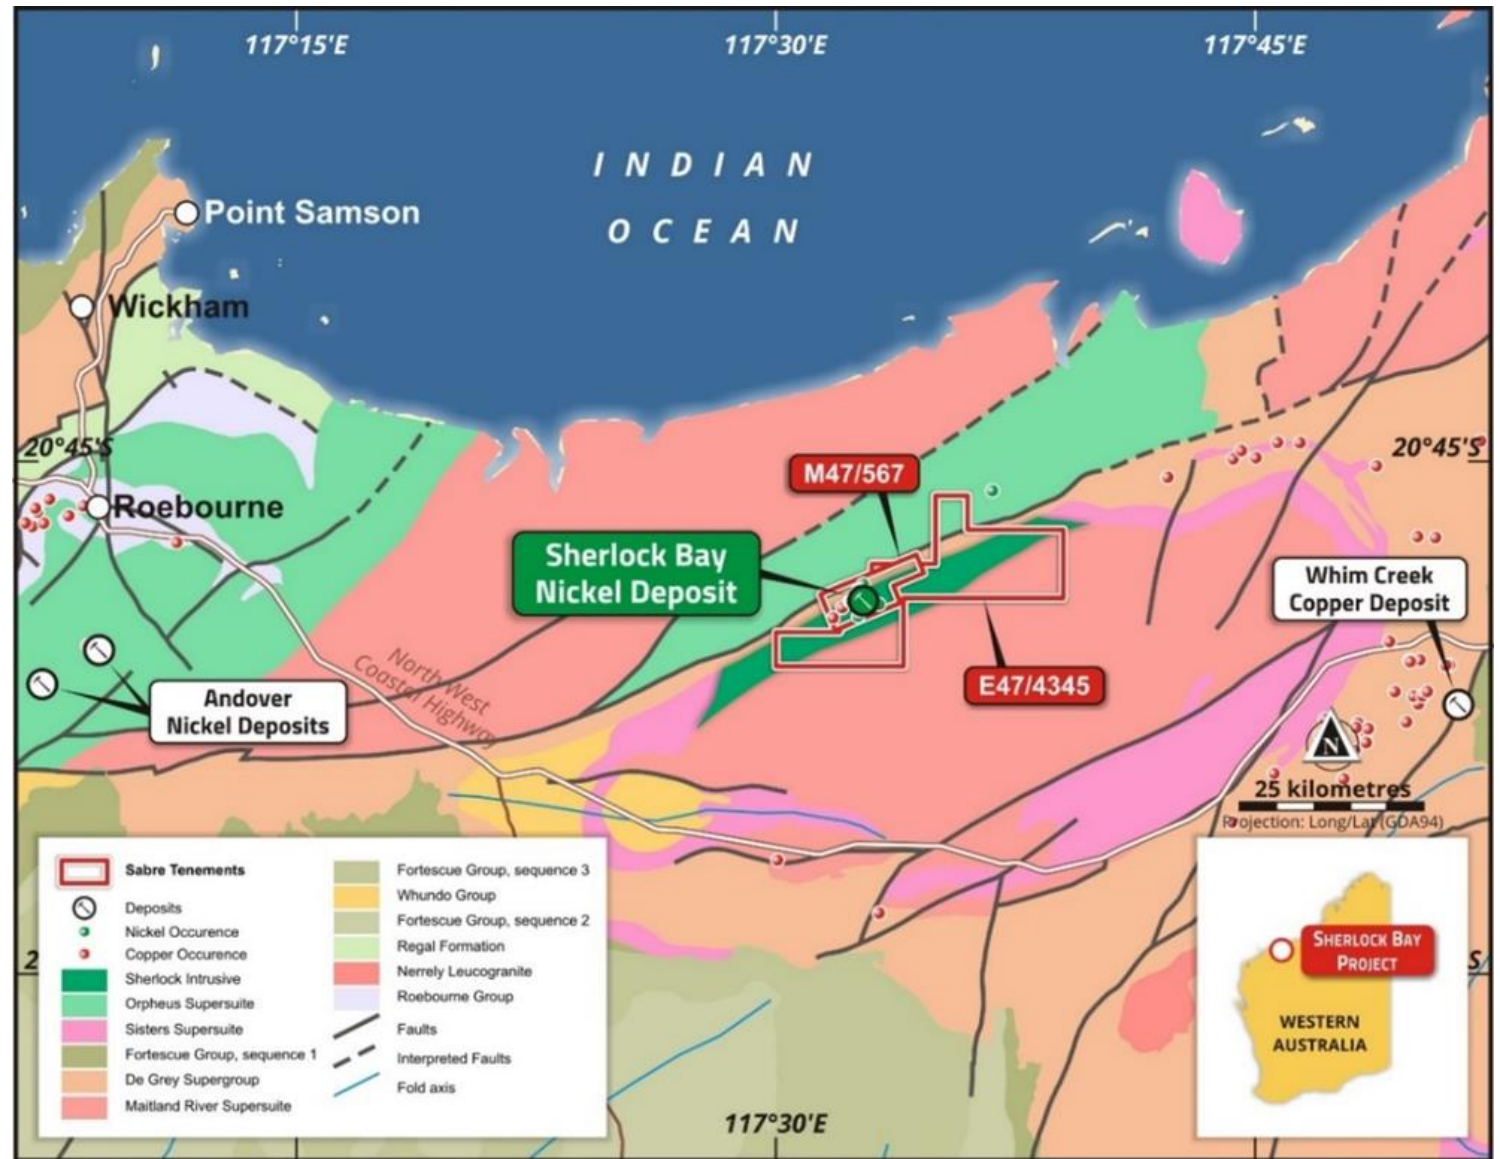 117°15'E
117°30'E
117°45'E
INDIAN
OCEAN
Point Samson
Wickham
20°45'S
20°45'S
Roebourne
M47/567
Sherlock Bay
Nickel Deposit
Whim Creek
Copper Deposit
E47/4345
North West
Coastal Highway
Andover
Nickel Deposits
N
25 kilometres
Projection: Long/Lat (GDA94)
Sabre Tenements
Deposits
Nickel Occurence
Copper Occurence
Sherlock Intrusive
Orpheus Supersuite
Sisters Supersuite
Fortescue Group, sequence 1
De Grey Supergroup
Maitland River Supersuite
Fortescue Group, sequence 3
Whundo Group
Fortescue Group, sequence 2
Regal Formation
Nerrely Leucogranite
Roebourne Group
Faults
Interpreted Faults
Fold axis
2
S
117°30'E
SHERLOCK BAY
PROJECT
WESTERN
AUSTRALIA